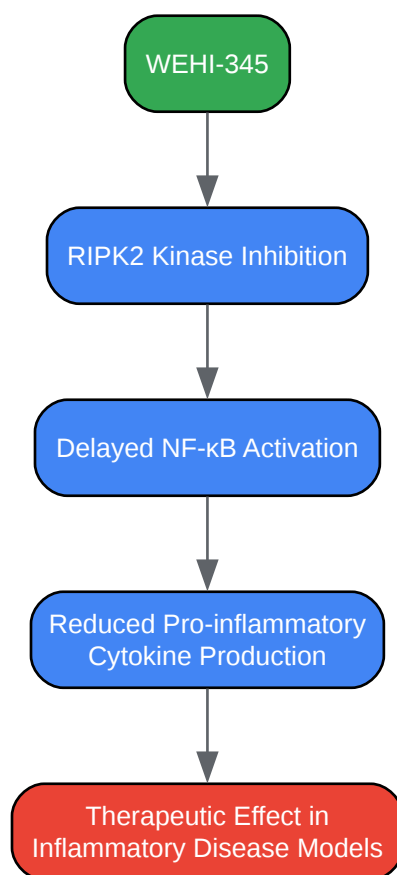 WEHI-345
RIPK2 Kinase Inhibition
Delayed NF-κB Activation
Reduced Pro-inflammatory
Cytokine Production
Therapeutic Effect in
Inflammatory Disease Models